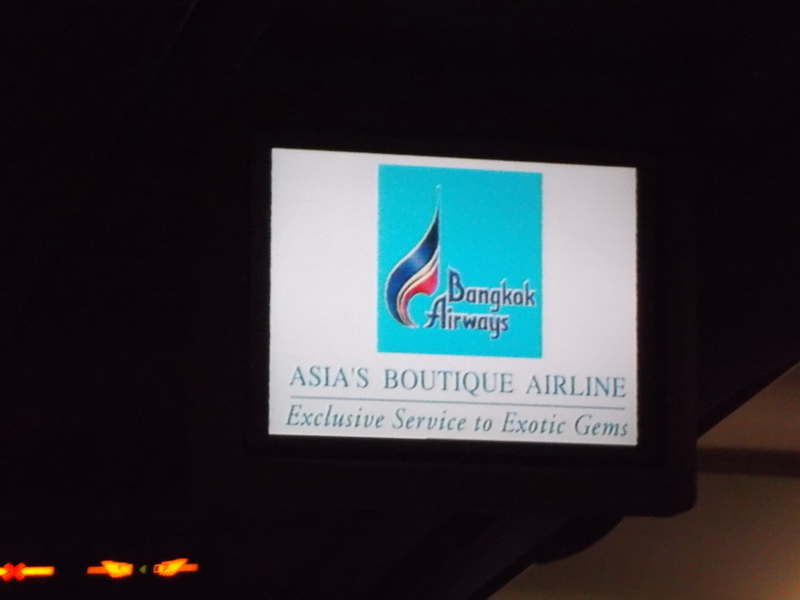 Bangkok
Airways
ASIA'S BOUTIQUE AIRLINE
Exclusive Service to Exotic Gems